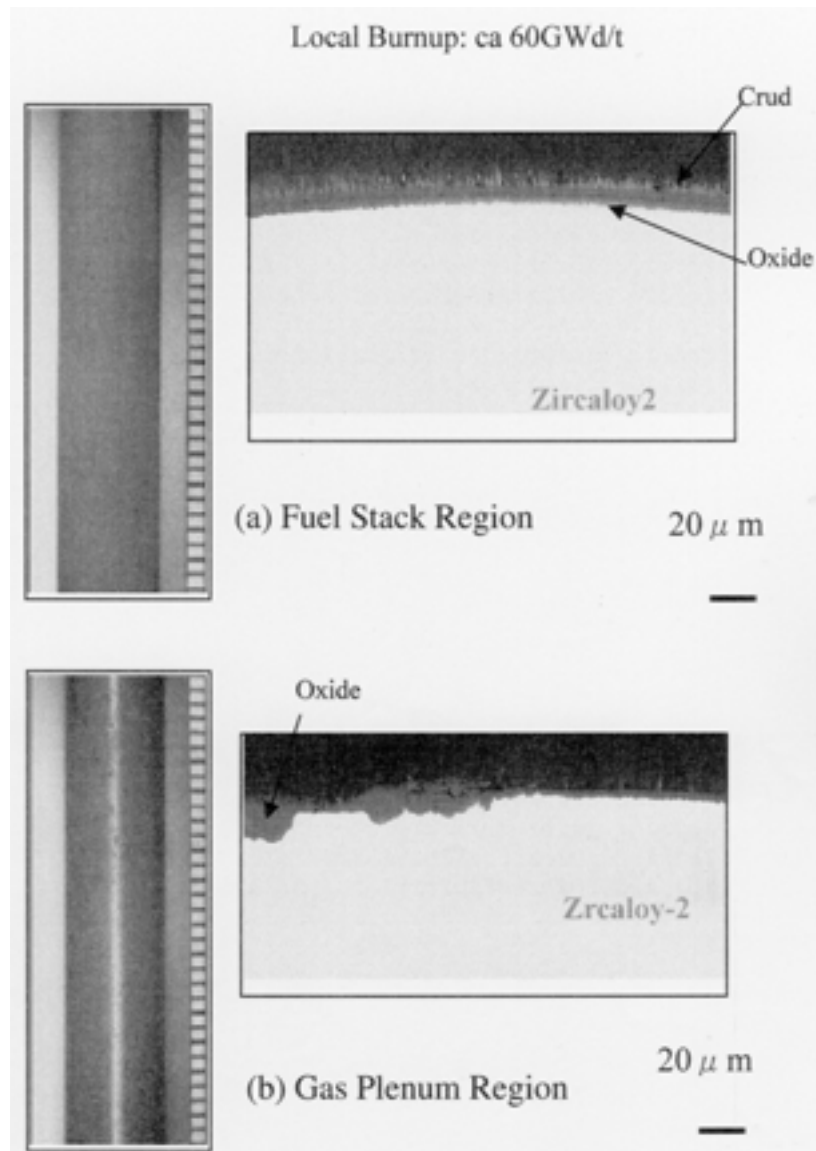 Local Burnup: ca 60GWd/t
Crud
Oxide
Zircaloy2
(a) Fuel Stack Region
20 μ m
Oxide
Zrcaloy-2
(b) Gas Plenum Region
20 μ m